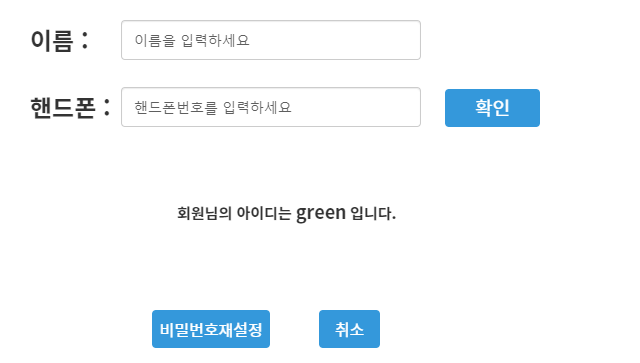 이름 : 이름을 입력하세요
핸드폰 : 핸드폰번호를 입력하세요 확인
회원님의 아이디는 green 입니다.
비밀번호재설정 취소